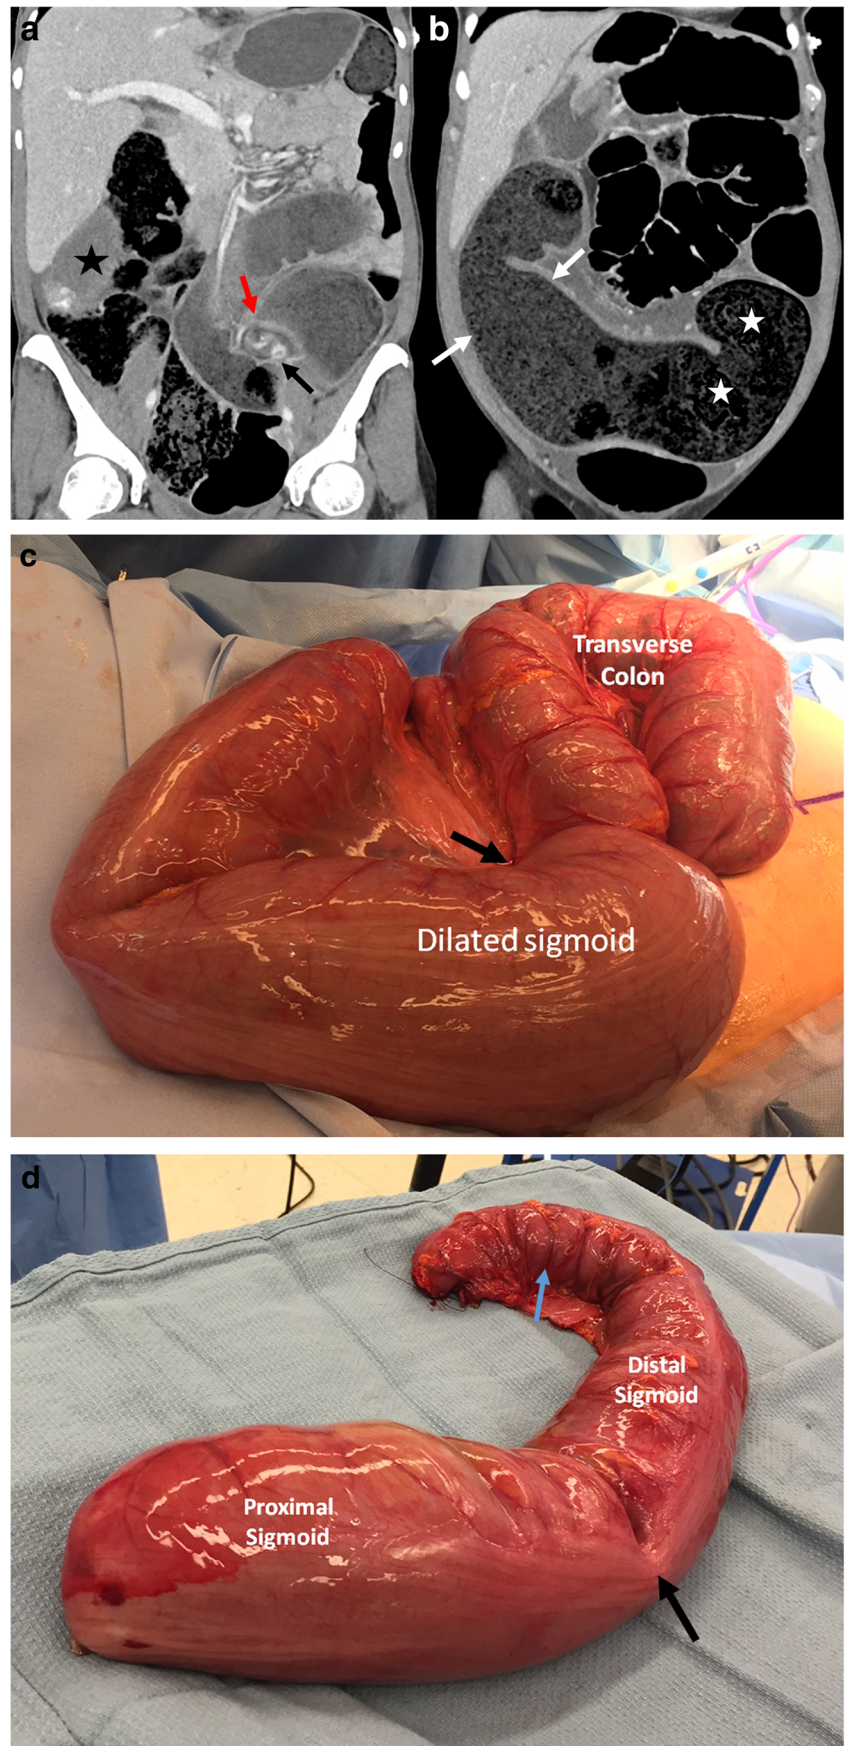 a
b
c
Transverse
Colon
Dilated sigmoid
d
Distal
Sigmoid
Proximal
Sigmoid